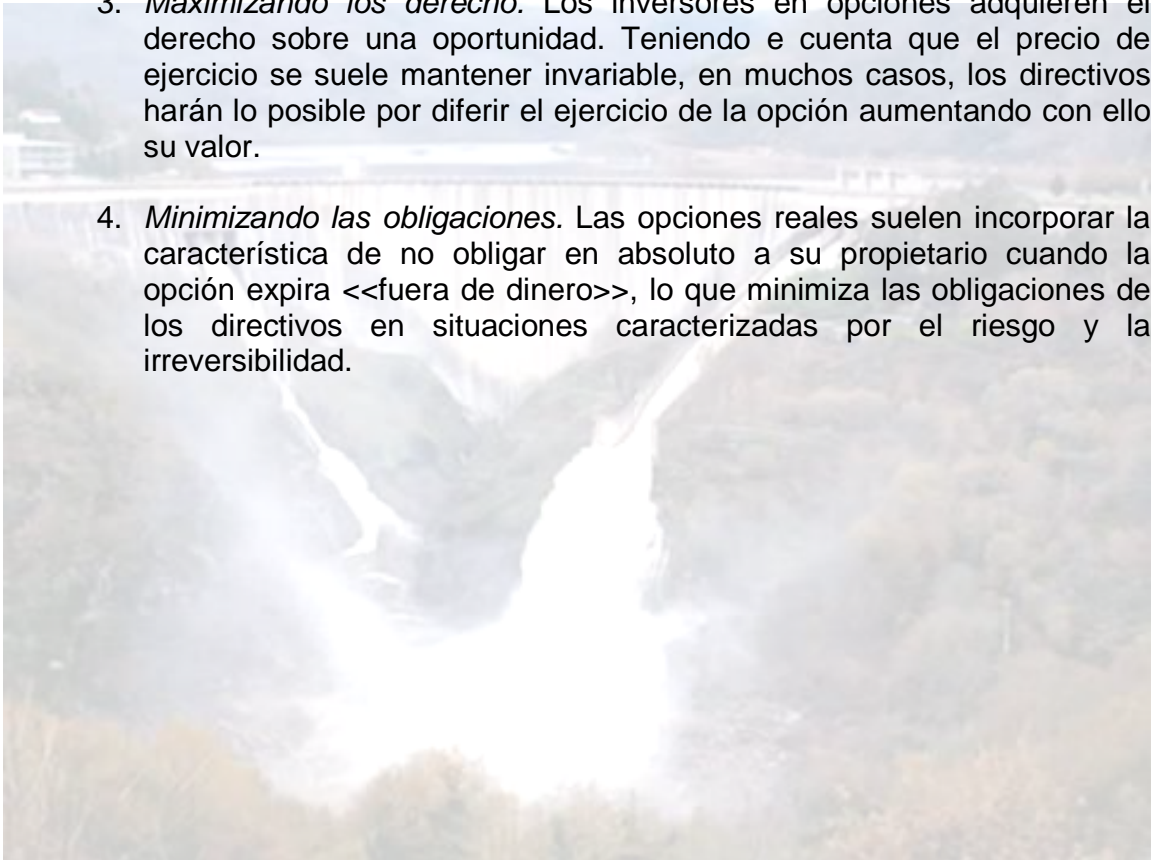 3. Maximizando los derecho. Los inversores en opciones adquieren el
derecho sobre una oportunidad. Teniendo e cuenta que el precio de
ejercicio se suele mantener invariable, en muchos casos, los directivos
harán lo posible por diferir el ejercicio de la opción aumentando con ello
su valor.
4. Minimizando las obligaciones. Las opciones reales suelen incorporar la
característica de no obligar en absoluto a su propietario cuando la
opción expira <<fuera de dinero>>, lo que minimiza las obligaciones de
los directivos en situaciones caracterizadas por el riesgo y la
irreversibilidad.